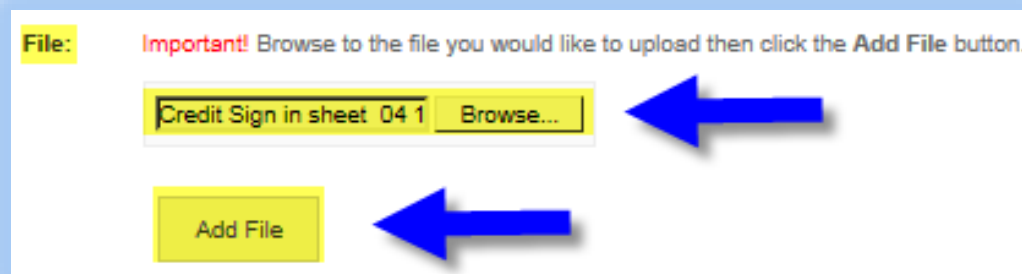 File: Important! Browse to the file you would like to upload then click the Add File button.
Credit Sign in sheet 04 1 Browse...
Add File